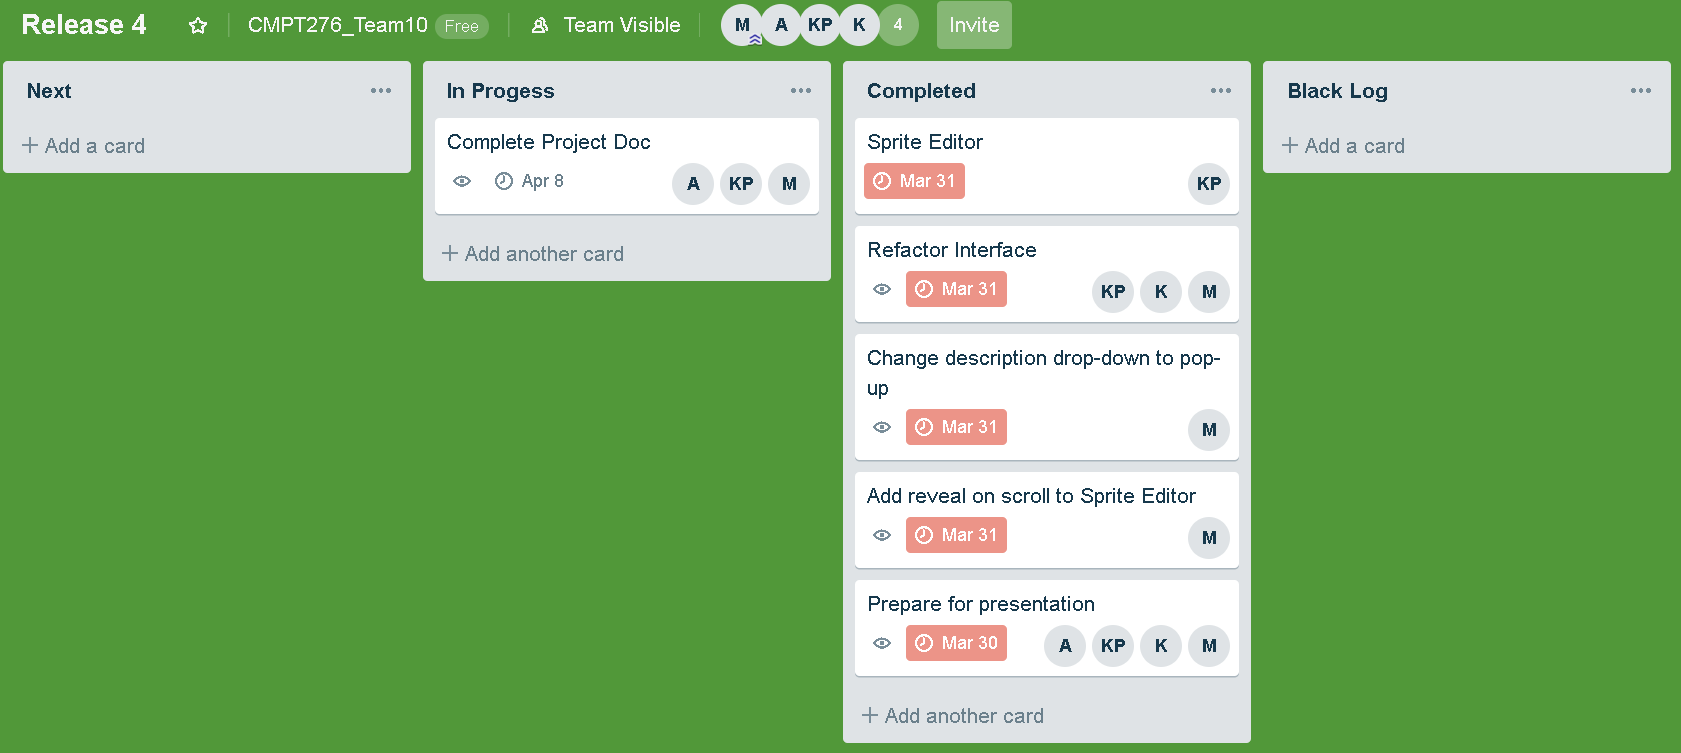 Release 4 CMPT276_Team10 Free Team Visible M A KP K 4 Invite
Next
+ Add a card
In Progess
Complete Project Doc
Apr 8 A KP M
+ Add another card
Completed
Sprite Editor
Mar 31 KP
Refactor Interface
Mar 31 KP K M
Change description drop-down to pop-
up
Mar 31 M
Add reveal on scroll to Sprite Editor
Mar 31 M
Prepare for presentation
Mar 30 A KP K M
+ Add another card
Black Log
+ Add a card